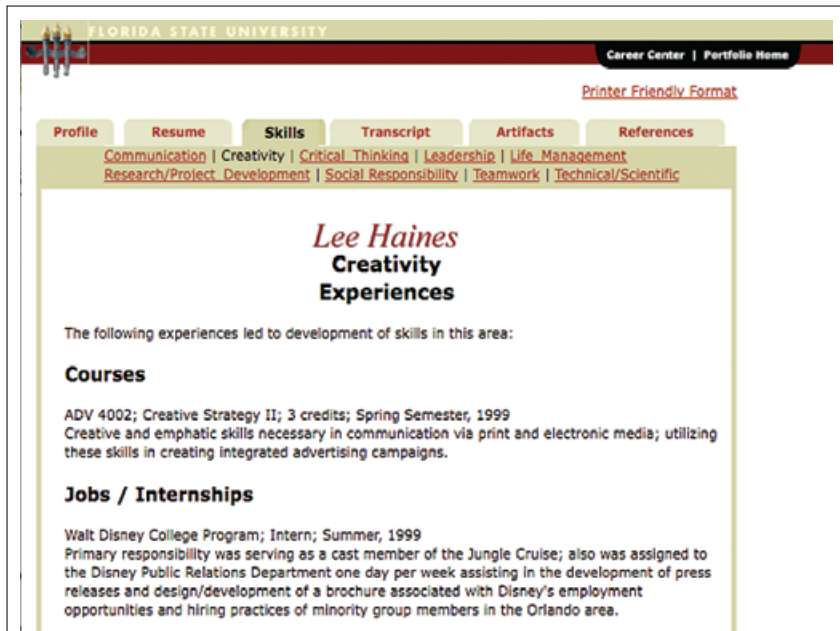 FLORIDA STATE UNIVERSITY
Career Center | Portfolio Home
Printer Friendly Format
Profile Resume Skills Transcript Artifacts References
Communication | Creativity | Critical Thinking | Leadership | Life Management
Research/Project Development | Social Responsibility | Teamwork | Technical/Scientific
Lee Haines
Creativity
Experiences
The following experiences led to development of skills in this area:
Courses
ADV 4002; Creative Strategy II; 3 credits; Spring Semester, 1999
Creative and emphatic skills necessary in communication via print and electronic media; utilizing
these skills in creating integrated advertising campaigns.
Jobs / Internships
Walt Disney College Program; Intern; Summer, 1999
Primary responsibility was serving as a cast member of the Jungle Cruise; also was assigned to
the Disney Public Relations Department one day per week assisting in the development of press
releases and design/development of a brochure associated with Disney's employment
opportunities and hiring practices of minority group members in the Orlando area.